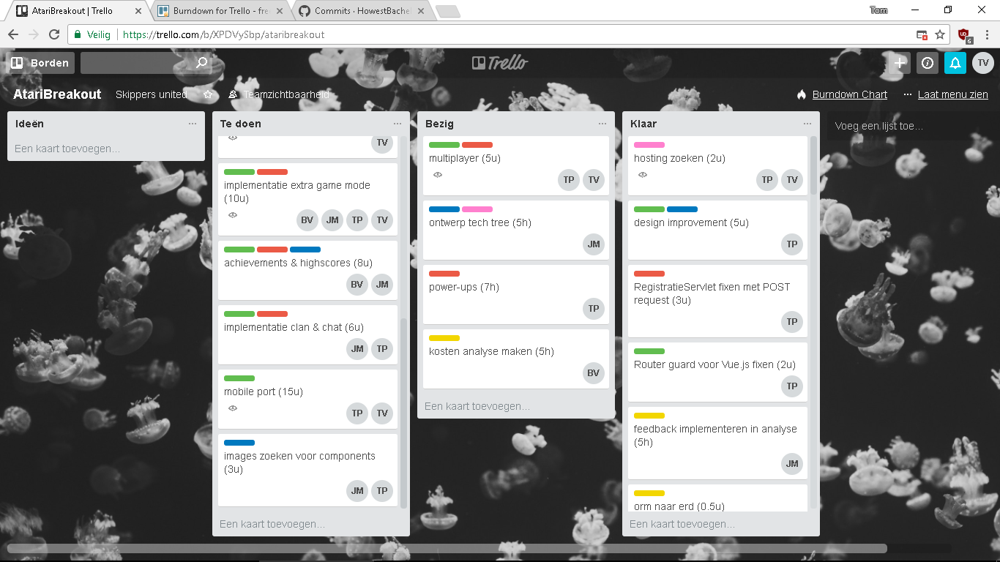 AtariBreakout | Trello
Burndown for Trello - fre
Commits · HowestBachel
Tom
Veilig
https://trello.com/b/XPDVySbp/ataribreakout
6
Borden
Trello
TV
AtariBreakout
Skippers united
Teamzichtbaarheid
Burndown Chart
... Laat menu zien
Ideën
Een kaart toevoegen...
Te doen
TV
implementatie extra game mode
(10u)
BV JM TP TV
achievements & highscores (8u)
BV JM
implementatie clan & chat (6u)
JM TP
mobile port (15u)
TP TV
images zoeken voor components
(3u)
JM TP
Een kaart toevoegen...
Bezig
multiplayer (5u)
TP TV
ontwerp tech tree (5h)
JM
power-ups (7h)
TP
kosten analyse maken (5h)
BV
Een kaart toevoegen...
Klaar
hosting zoeken (2u)
TP TV
design improvement (5u)
TP
RegistratieServlet fixen met POST
request (3u)
TP
Router guard voor Vue.js fixen (2u)
TP
feedback implementeren in analyse
(5h)
JM
orm naar erd (0.5u)
Een kaart toevoegen...
Voeg een lijst toe...